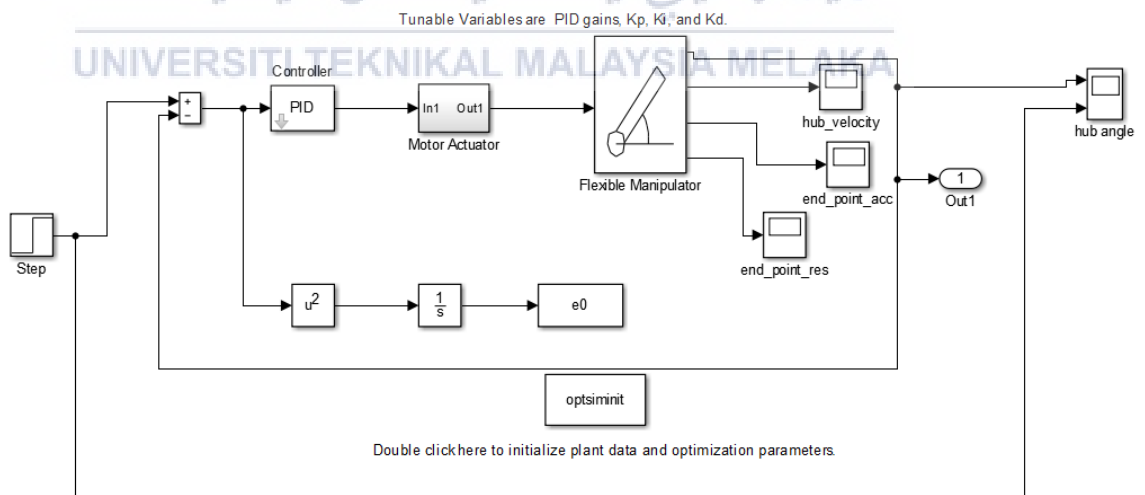 Tunable Variables are PID gains, Kp, Ki, and Kd.
UNIVERSITI TEKNIKAL MALAYSIA MELAKA
Controller
PID
In1 Out1
Motor Actuator
Flexible Manipulator
hub_velocity
hub angle
end_point_acc
1
Out1
end_point_res
Step
+
−
u2
1
s
e0
optsiminit
Double click here to initialize plant data and optimization parameters.